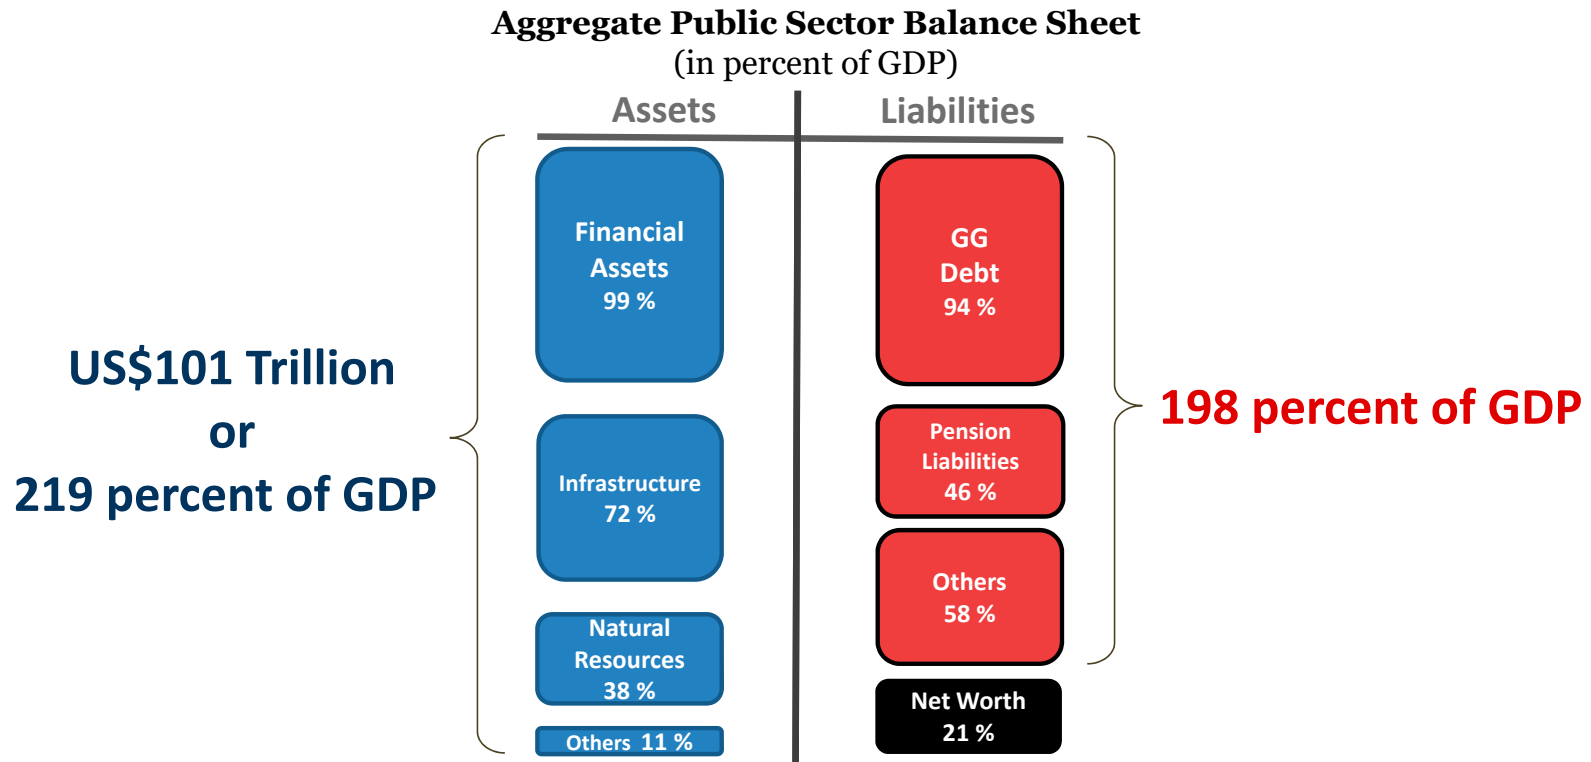 Aggregate Public Sector Balance Sheet
(in percent of GDP)
Assets
Liabilities
Financial
Assets
99 %
Infrastructure
72 %
Natural
Resources
38 %
Others 11 %
GG
Debt
94 %
Pension
Liabilities
46 %
Others
58 %
Net Worth
21 %
US$101 Trillion
or
219 percent of GDP
198 percent of GDP